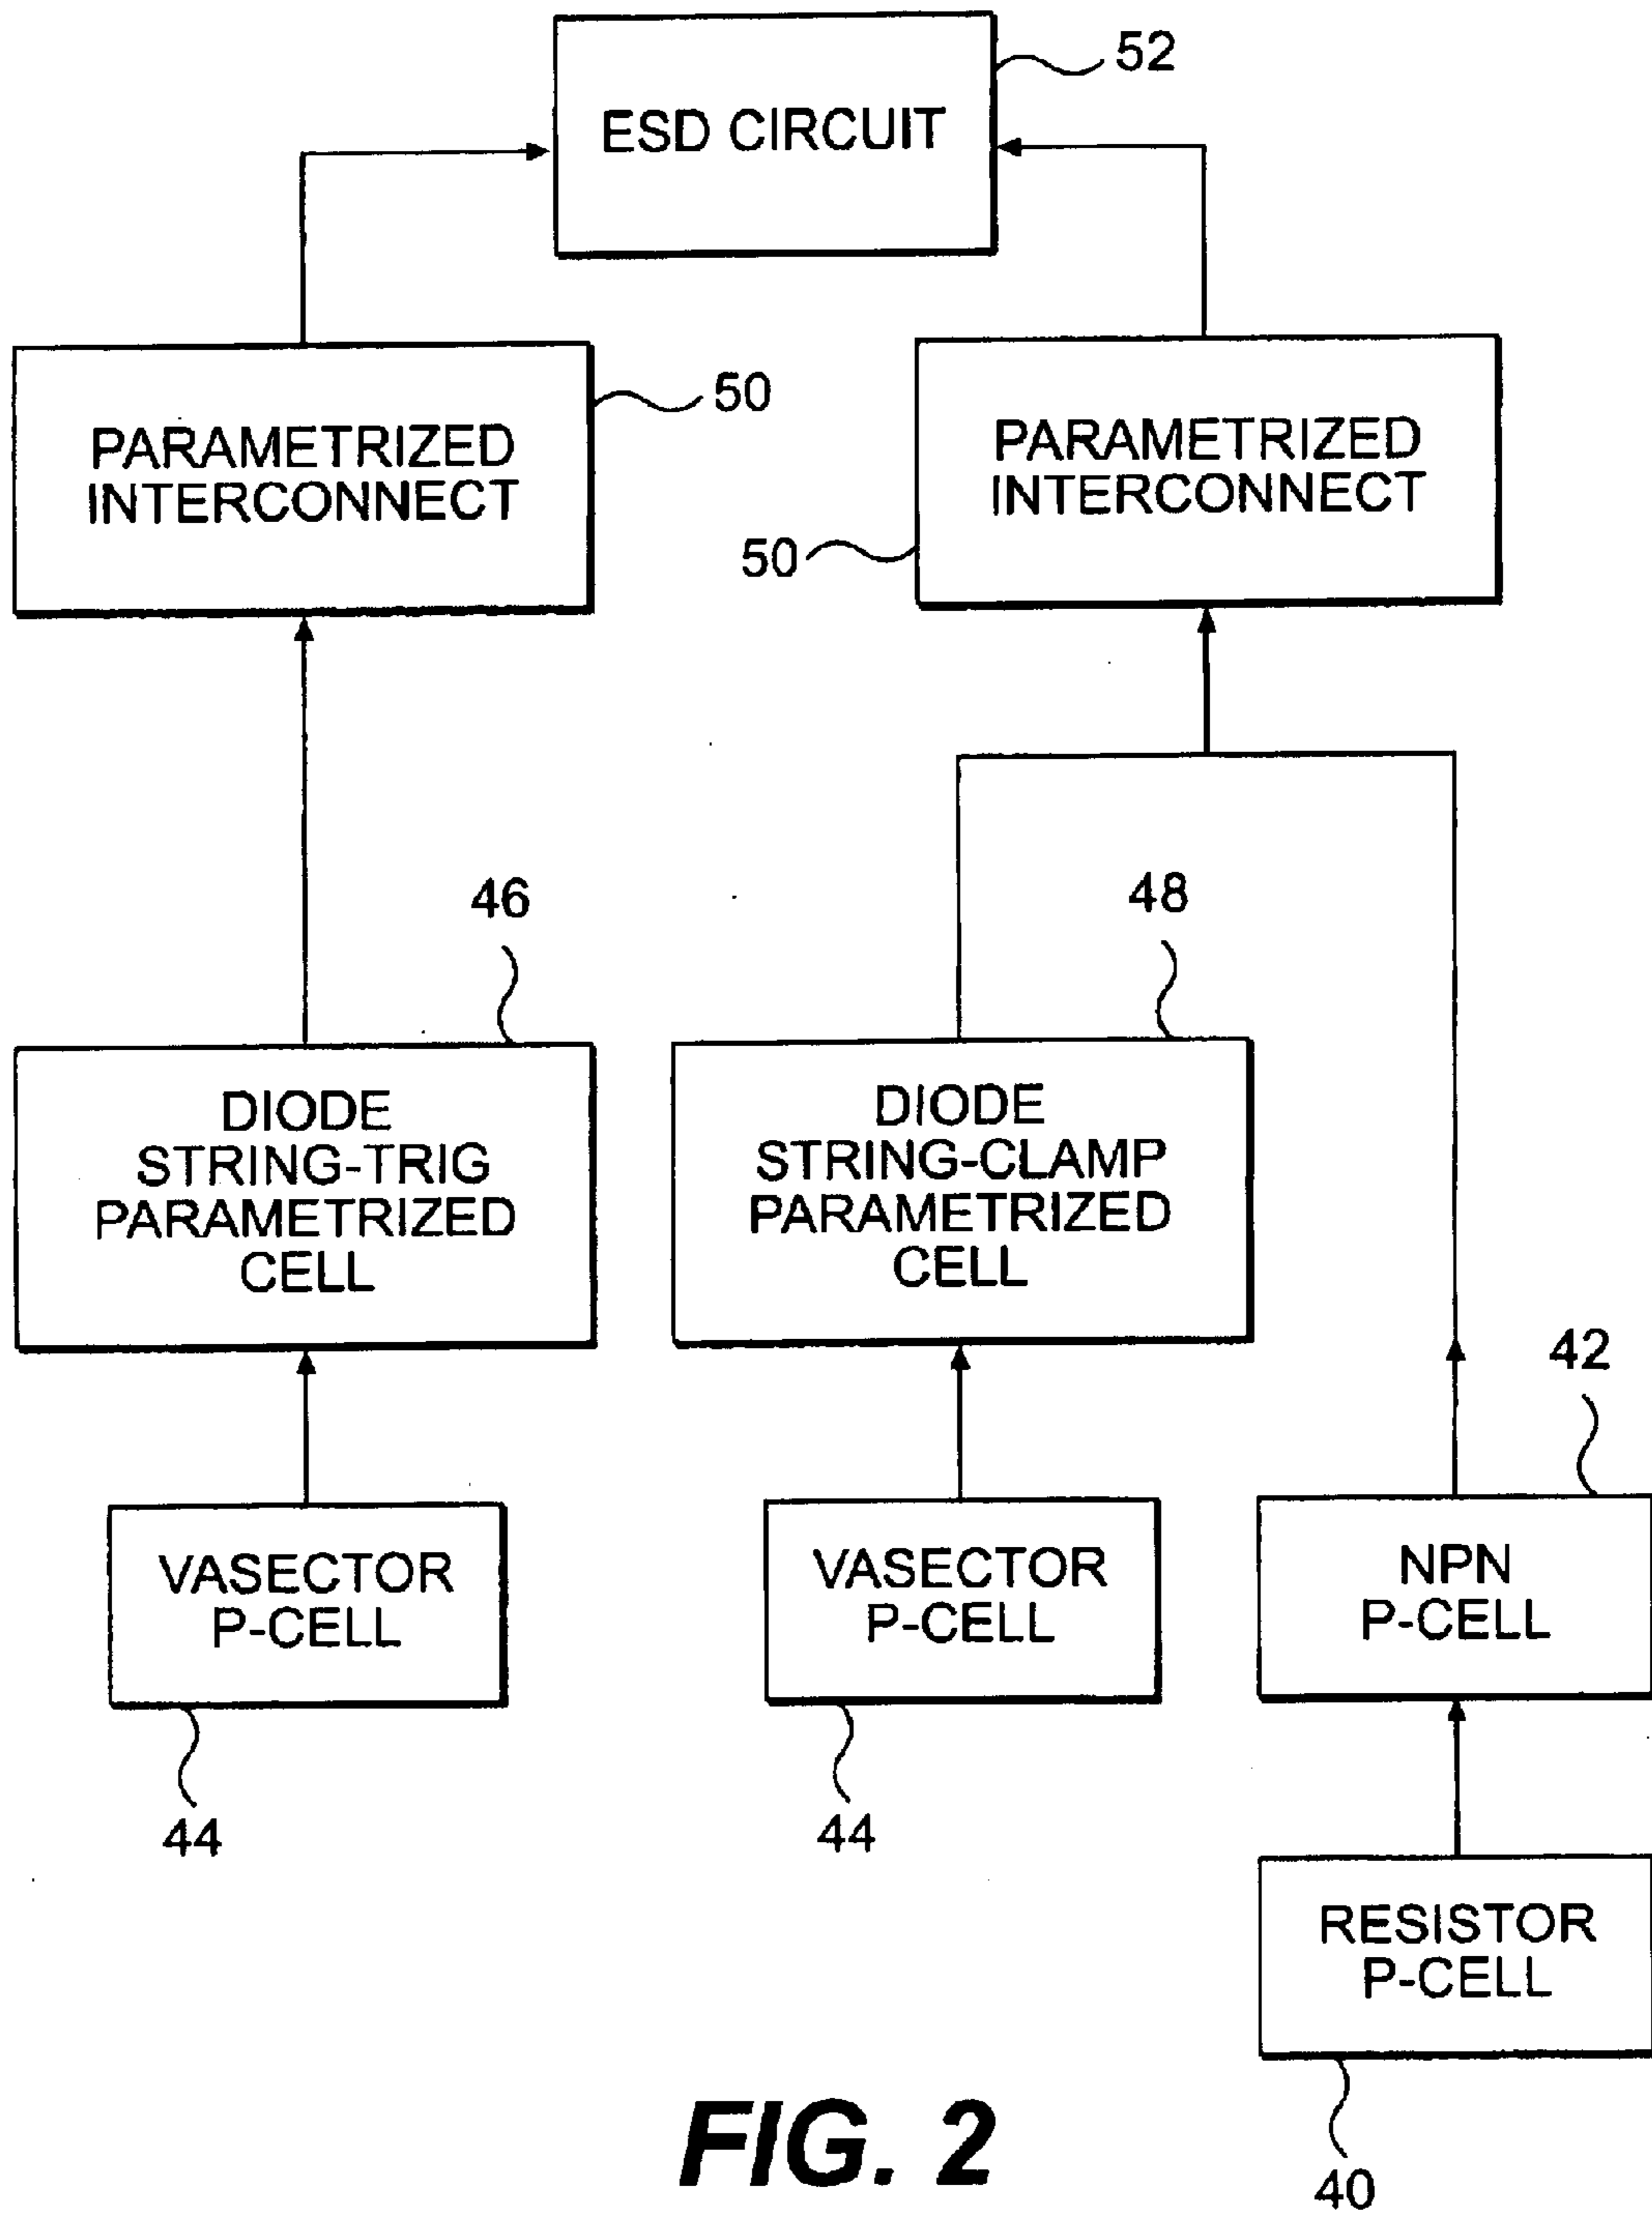 52
ESD CIRCUIT
50
PARAMETRIZED
INTERCONNECT
PARAMETRIZED
INTERCONNECT
50
46
48
DIODE
STRING-TRIG
PARAMETRIZED
CELL
DIODE
STRING-CLAMP
PARAMETRIZED
CELL
42
VASECTOR
P-CELL
VASECTOR
P-CELL
NPN
P-CELL
44
44
RESISTOR
P-CELL
FIG. 2
40